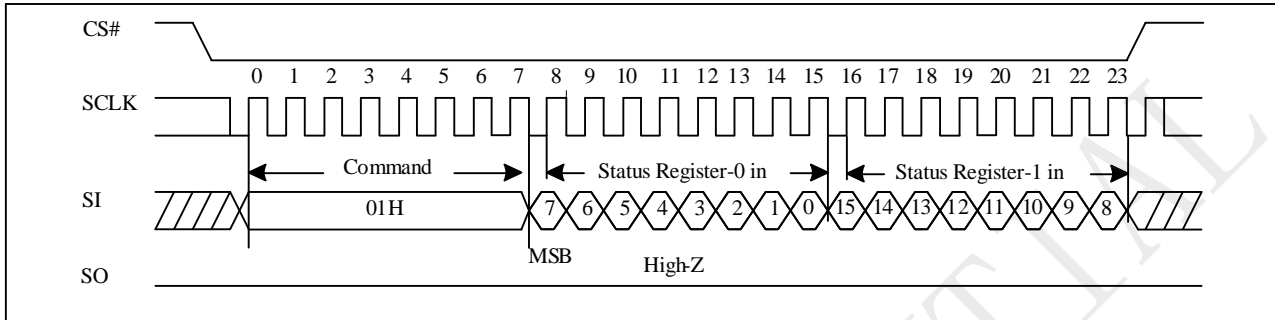 CS#
0 1 2 3 4 5 6 7 8 9 10 11 12 13 14 15 16 17 18 19 20 21 22 23
SCLK
Command Status Register-0 in Status Register-1 in
SI 01H 7 6 5 4 3 2 1 0 15 14 13 12 11 10 9 8
MSB High-Z
SO